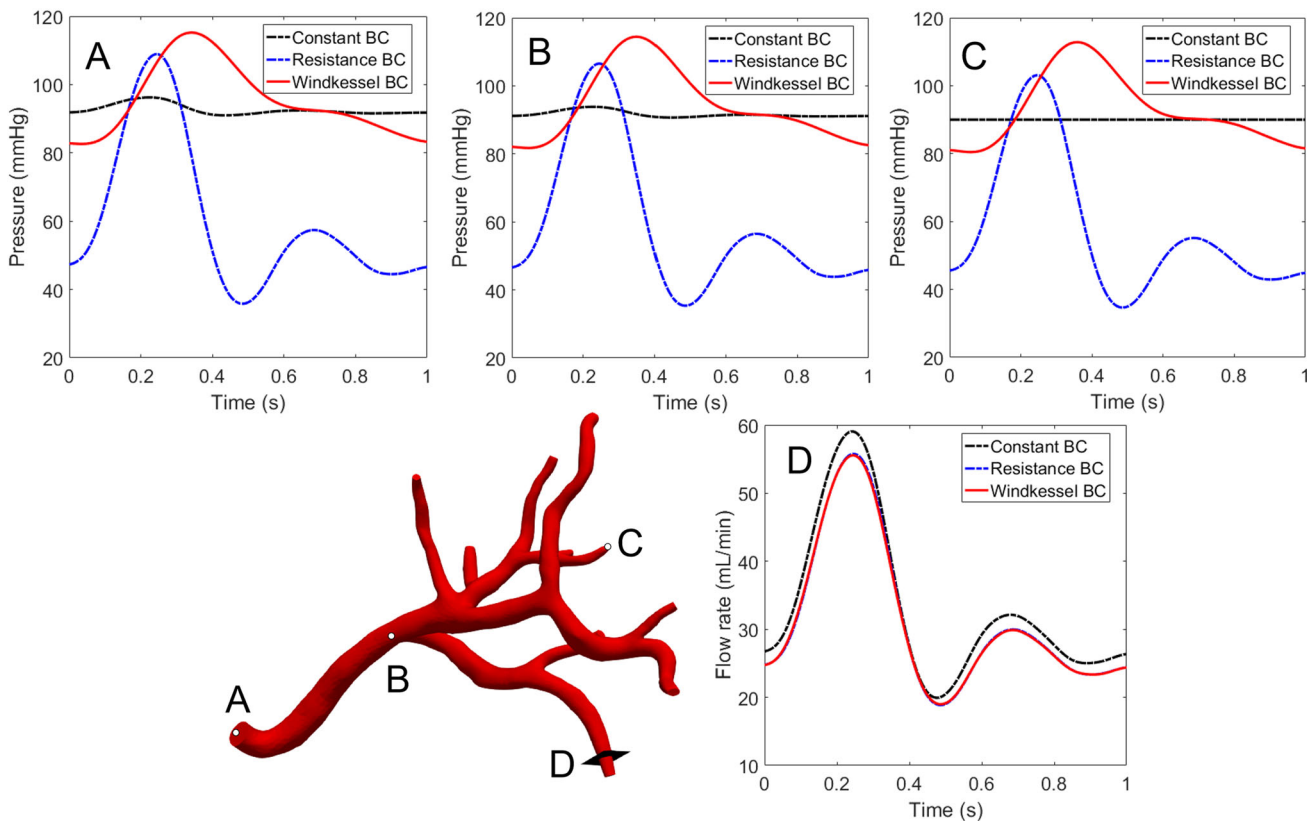 A
Constant BC
Resistance BC
Windkessel BC
Pressure (mmHg)
120
100
80
60
40
20
0 0.2 0.4 0.6 0.8 1
Time (s)
B
Constant BC
Resistance BC
Windkessel BC
Pressure (mmHg)
120
100
80
60
40
20
0 0.2 0.4 0.6 0.8 1
Time (s)
C
Constant BC
Resistance BC
Windkessel BC
Pressure (mmHg)
120
100
80
60
40
20
0 0.2 0.4 0.6 0.8 1
Time (s)
A
B
C
D
D
Constant BC
Resistance BC
Windkessel BC
Flow rate (mL/min)
60
50
40
30
20
10
0 0.2 0.4 0.6 0.8 1
Time (s)